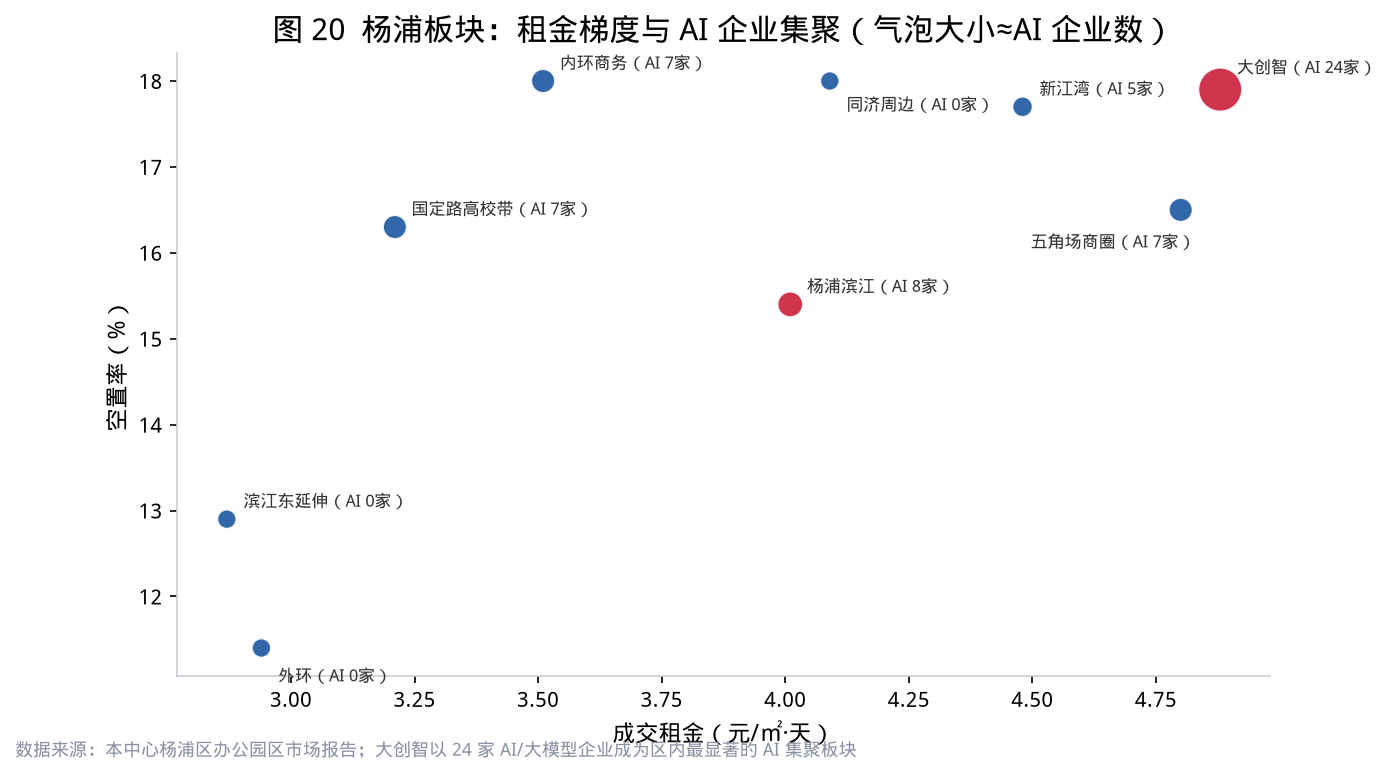 图 20 杨浦板块：租金梯度与 AI 企业集聚（气泡大小≈AI 企业数）
内环商务（AI 7家）
大创智（AI 24家）
新江湾（AI 5家）
同济周边（AI 0家）
国定路高校带（AI 7家）
五角场商圈（AI 7家）
杨浦滨江（AI 8家）
滨江东延伸（AI 0家）
外环（AI 0家）
空置率（%）
18
17
16
15
14
13
12
3.00 3.25 3.50 3.75 4.00 4.25 4.50 4.75
成交租金（元/㎡·天）
数据来源：本中心杨浦区办公园区市场报告；大创智以 24 家 AI/大模型企业成为区内最显著的 AI 集聚板块